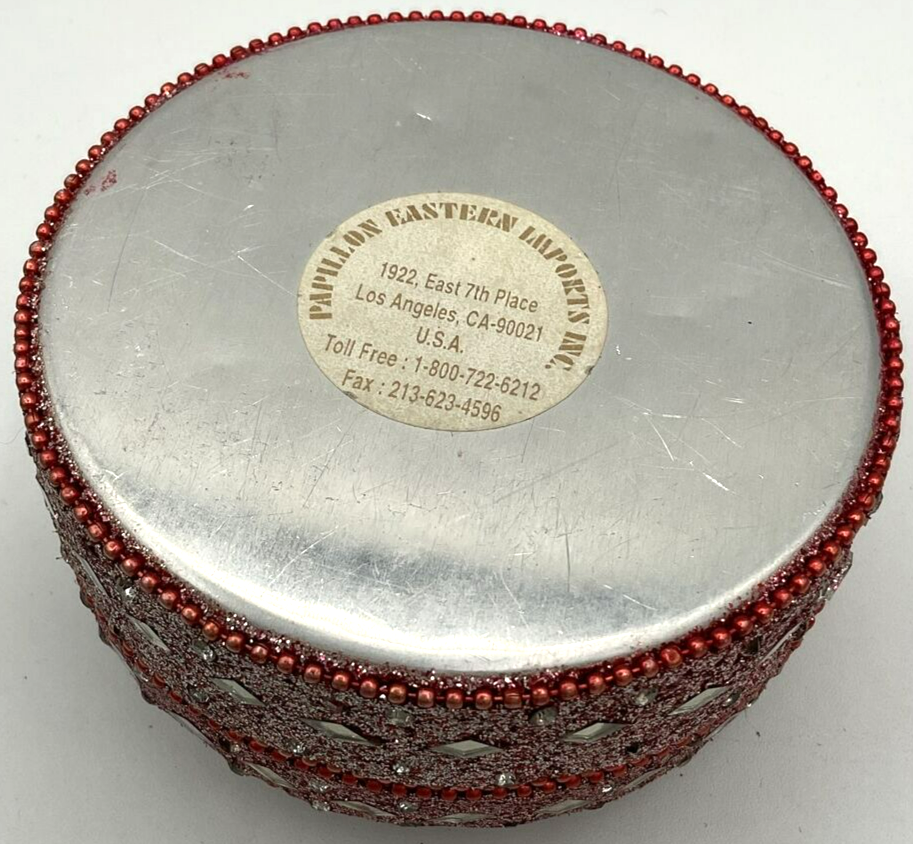 PAPILLON EASTERN IMPORTS INC.
1922, East 7th Place
Los Angeles, CA-90021
U.S.A.
Toll Free : 1-800-722-6212
Fax : 213-623-4596